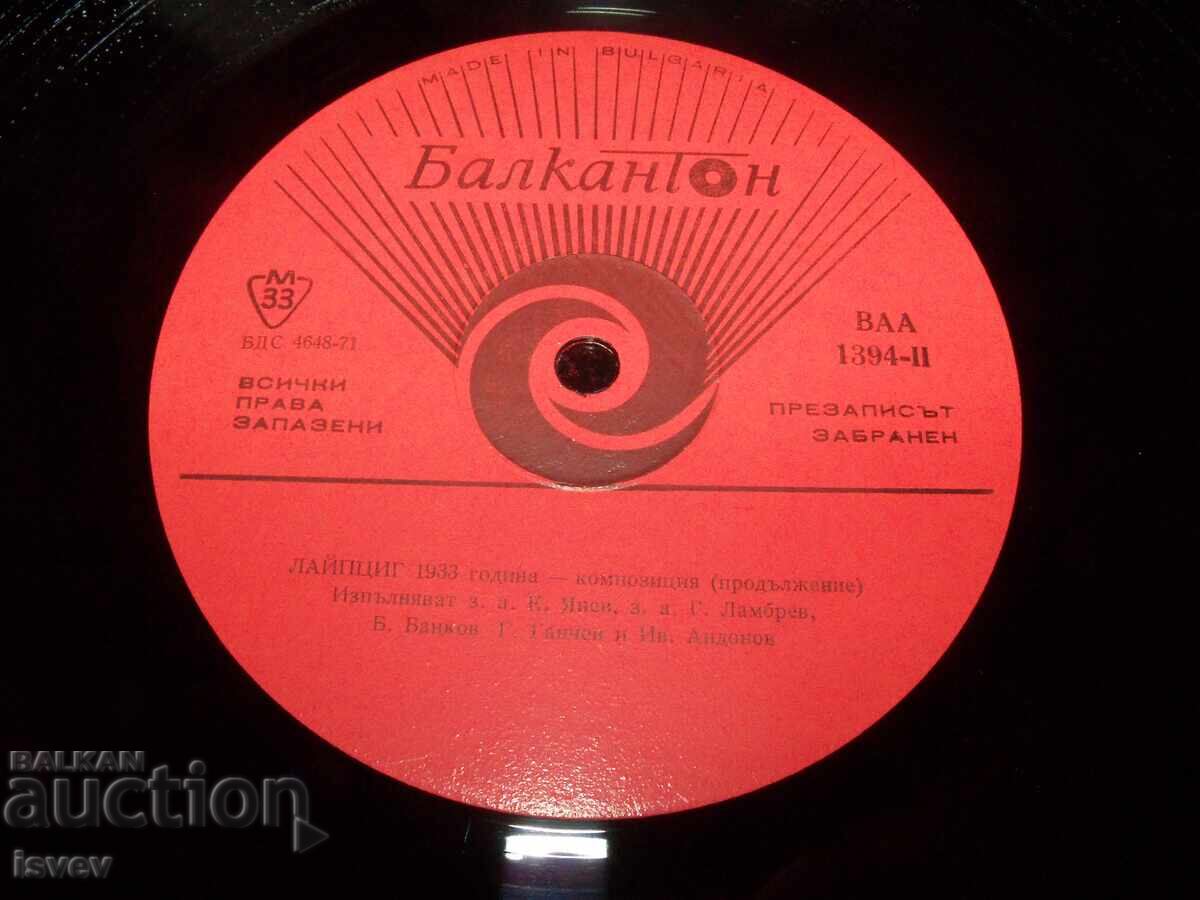 MADE IN BULGARIA
Балкантон
М
33
БДС 4648-71
ВСИЧКИ
ПРАВА
ЗАПАЗЕНИ
ВАА
1394-II
ПРЕЗАПИСЪТ
ЗАБРАНЕН
ЛАЙПЦИГ 1933 година — композиция (продължение)
Изпълняват з. а. К. Янев, з. а. Г. Ламбрев,
Б. Банков, Г. Ганчев и Ив. Андонов
BALKAN
auction
isvev